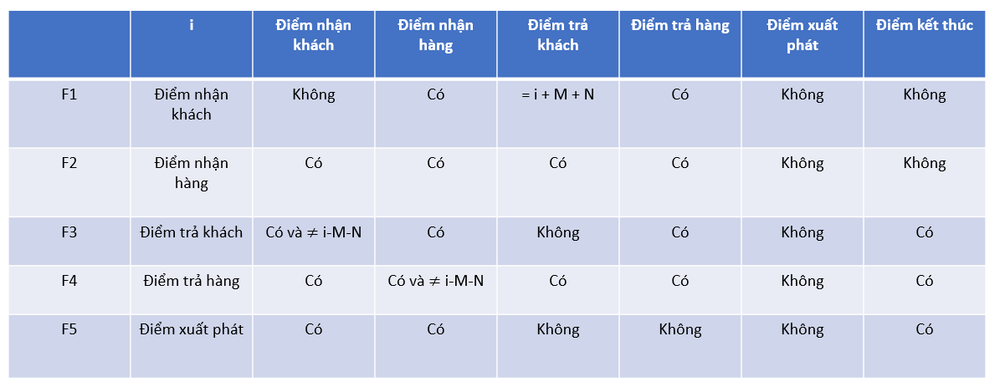 i
Điểm nhận khách
Điểm nhận hàng
Điểm trả khách
Điểm trả hàng
Điểm xuất phát
Điểm kết thúc
F1
Điểm nhận khách
Không
Có
= i + M + N
Có
Không
Không
F2
Điểm nhận hàng
Có
Có
Có
Có
Không
Không
F3
Điểm trả khách
Có và ≠ i-M-N
Có
Không
Có
Không
Có
F4
Điểm trả hàng
Có
Có và ≠ i-M-N
Có
Có
Không
Có
F5
Điểm xuất phát
Có
Có
Không
Không
Không
Có